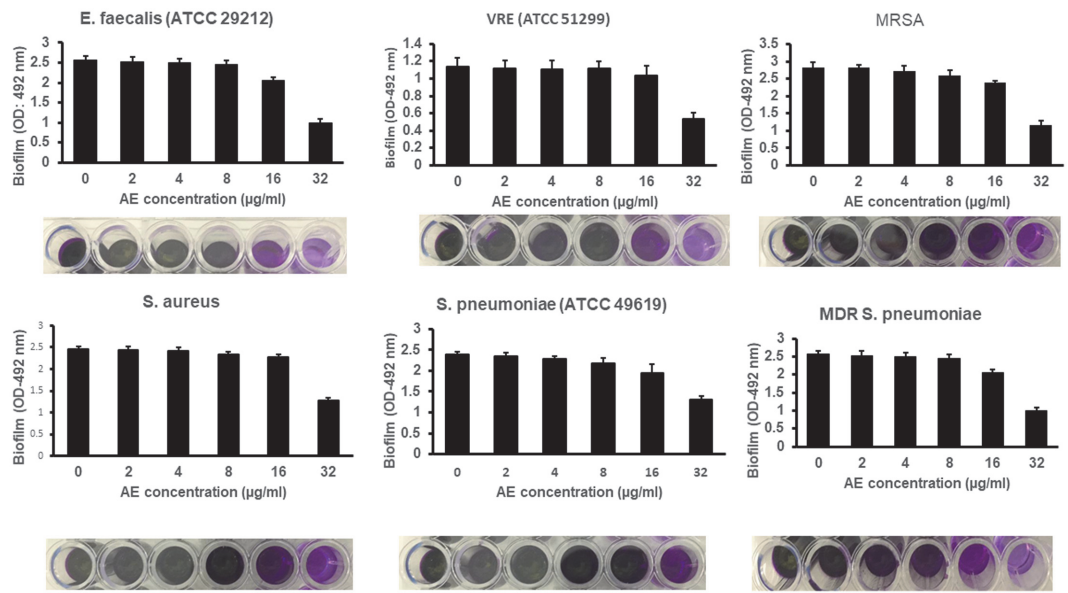 E. faecalis (ATCC 29212)
Biofilm (OD: 492 nm)
3
2.5
2
1.5
1
0.5
0
0 2 4 8 16 32
AE concentration (µg/ml)
VRE (ATCC 51299)
Biofilm (OD-492 nm)
1.4
1.2
1
0.8
0.6
0.4
0.2
0
0 2 4 8 16 32
AE concentration (µg/ml)
MRSA
Biofilm (OD-492 nm)
3.5
3
2.5
2
1.5
1
0.5
0
0 2 4 8 16 32
AE concentration (µg/ml)
S. aureus
Biofilm (OD-492 nm)
3
2.5
2
1.5
1
0.5
0
0 2 4 8 16 32
AE concentration (µg/ml)
S. pneumoniae (ATCC 49619)
Biofilm (OD-492 nm)
3
2.5
2
1.5
1
0.5
0
0 2 4 8 16 32
AE concentration (µg/ml)
MDR S. pneumoniae
Biofilm (OD-492 nm)
3
2.5
2
1.5
1
0.5
0
0 2 4 8 16 32
AE concentration (µg/ml)